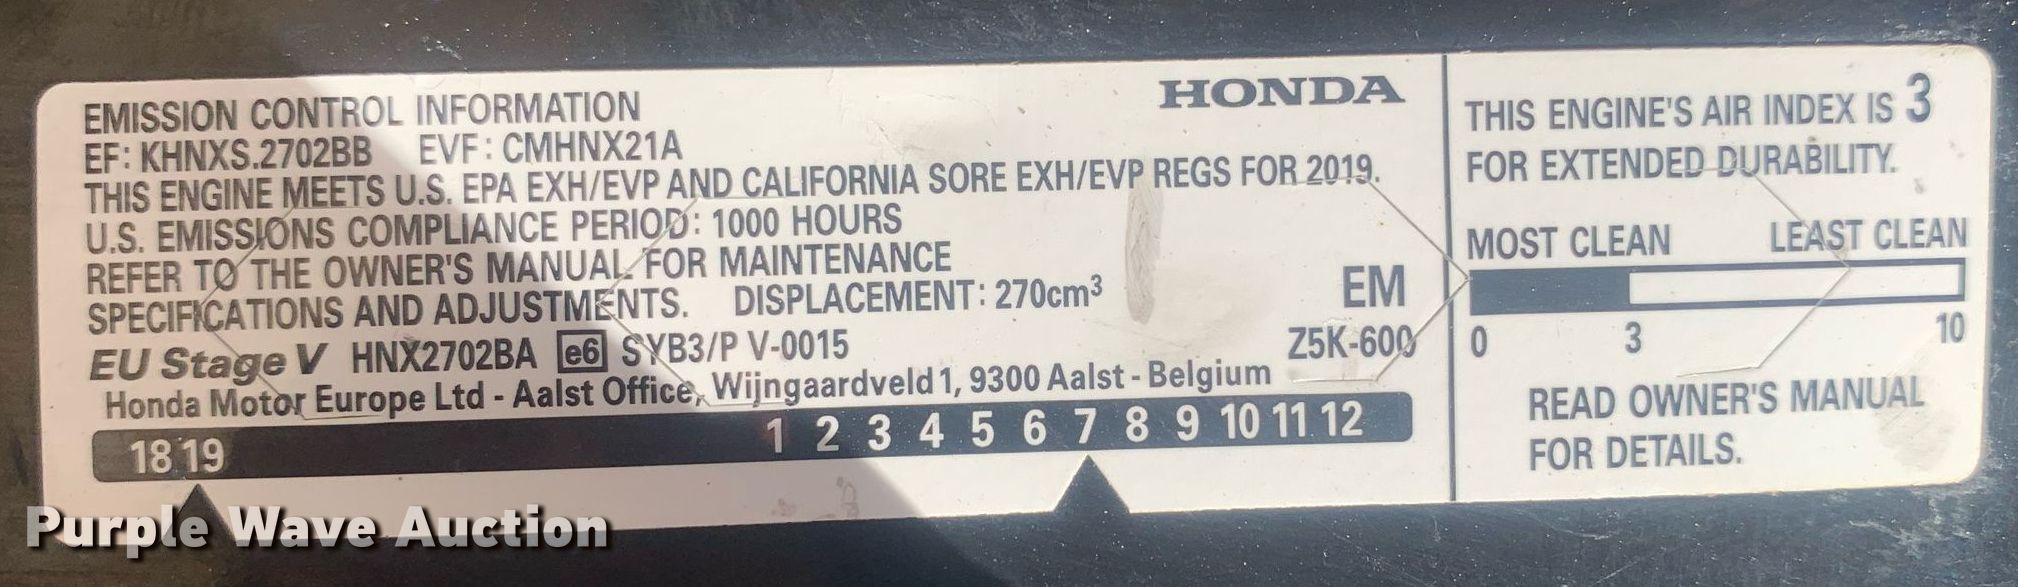 HONDA
EMISSION CONTROL INFORMATION
EF: KHNXS.2702BB EVF: CMHNX21A
THIS ENGINE MEETS U.S. EPA EXH/EVP AND CALIFORNIA SORE EXH/EVP REGS FOR 2019.
U.S. EMISSIONS COMPLIANCE PERIOD: 1000 HOURS
REFER TO THE OWNER'S MANUAL FOR MAINTENANCE
SPECIFICATIONS AND ADJUSTMENTS. DISPLACEMENT: 270cm³
EM
EU Stage V HNX2702BA e6 SYB3/P V-0015
Z5K-600
Honda Motor Europe Ltd - Aalst Office, Wijngaardveld1, 9300 Aalst - Belgium
18 19 1 2 3 4 5 6 7 8 9 10 11 12
THIS ENGINE'S AIR INDEX IS 3
FOR EXTENDED DURABILITY.
MOST CLEAN LEAST CLEAN
0 3 10
READ OWNER'S MANUAL
FOR DETAILS.
Purple Wave Auction